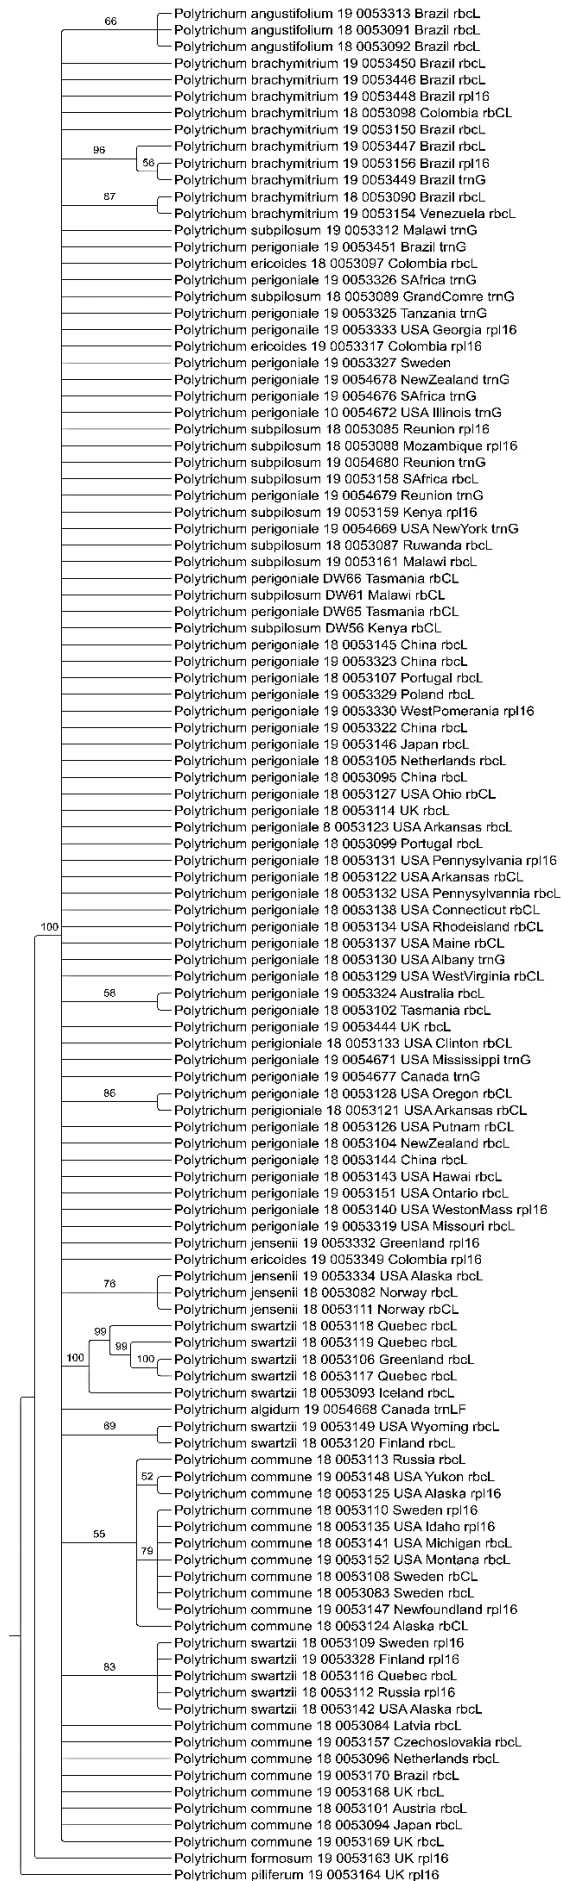 66
Polytrichum angustifolium 19 0053313 Brazil rbcL
Polytrichum angustifolium 18 0053091 Brazil rbcL
Polytrichum angustifolium 18 0053092 Brazil rbcL
Polytrichum brachymitrium 19 0053450 Brazil rbcL
Polytrichum brachymitrium 19 0053446 Brazil rbcL
Polytrichum brachymitrium 19 0053448 Brazil rpl16
Polytrichum brachymitrium 18 0053098 Colombia rbCL
Polytrichum brachymitrium 19 0053150 Brazil rbcL
96
Polytrichum brachymitrium 19 0053447 Brazil rbcL
56
Polytrichum brachymitrium 19 0053156 Brazil rpl16
Polytrichum brachymitrium 19 0053449 Brazil trnG
87
Polytrichum brachymitrium 18 0053090 Brazil rbcL
Polytrichum brachymitrium 19 0053154 Venezuela rbcL
Polytrichum subpilosum 19 0053312 Malawi trnG
Polytrichum perigoniale 19 0053451 Brazil trnG
Polytrichum ericoides 18 0053097 Colombia rbcL
Polytrichum perigoniale 19 0053326 SAfrica trnG
Polytrichum subpilosum 18 0053089 GrandComre trnG
Polytrichum perigoniale 19 0053325 Tanzania trnG
Polytrichum perigonaile 19 0053333 USA Georgia rpl16
Polytrichum ericoides 19 0053317 Colombia rpl16
Polytrichum perigoniale 19 0053327 Sweden
Polytrichum perigoniale 19 0054678 NewZealand trnG
Polytrichum perigoniale 19 0054676 SAfrica trnG
Polytrichum perigoniale 10 0054672 USA Illinois trnG
Polytrichum subpilosum 18 0053085 Reunion rpl16
Polytrichum subpilosum 18 0053088 Mozambique rpl16
Polytrichum subpilosum 19 0054680 Reunion trnG
Polytrichum subpilosum 19 0053158 SAfrica rbcL
Polytrichum perigoniale 19 0054679 Reunion trnG
Polytrichum subpilosum 19 0053159 Kenya rpl16
Polytrichum perigoniale 19 0054669 USA NewYork trnG
Polytrichum subpilosum 18 0053087 Ruwanda rbcL
Polytrichum subpilosum 19 0053161 Malawi rbcL
Polytrichum perigoniale DW66 Tasmania rbCL
Polytrichum subpilosum DW61 Malawi rbCL
Polytrichum perigoniale DW65 Tasmania rbCL
Polytrichum subpilosum DW56 Kenya rbCL
Polytrichum perigoniale 18 0053145 China rbcL
Polytrichum perigoniale 19 0053323 China rbcL
Polytrichum perigoniale 18 0053107 Portugal rbcL
Polytrichum perigoniale 19 0053329 Poland rbcL
Polytrichum perigoniale 19 0053330 WestPomerania rpl16
Polytrichum perigoniale 19 0053322 China rbcL
Polytrichum perigoniale 19 0053146 Japan rbcL
Polytrichum perigoniale 18 0053105 Netherlands rbcL
Polytrichum perigoniale 18 0053095 China rbcL
Polytrichum perigoniale 18 0053127 USA Ohio rbCL
Polytrichum perigoniale 18 0053114 UK rbcL
Polytrichum perigoniale 8 0053123 USA Arkansas rbcL
Polytrichum perigoniale 18 0053099 Portugal rbcL
Polytrichum perigoniale 18 0053131 USA Pennysylvania rpl16
Polytrichum perigoniale 18 0053122 USA Arkansas rbCL
Polytrichum perigoniale 18 0053132 USA Pennysylvannia rbcL
Polytrichum perigoniale 18 0053138 USA Connecticut rbCL
100
Polytrichum perigoniale 18 0053134 USA Rhodeisland rbCL
Polytrichum perigoniale 18 0053137 USA Maine rbCL
Polytrichum perigoniale 18 0053130 USA Albany trnG
Polytrichum perigoniale 18 0053129 USA WestVirginia rbCL
58
Polytrichum perigoniale 19 0053324 Australia rbcL
Polytrichum perigoniale 18 0053102 Tasmania rbcL
Polytrichum perigoniale 19 0053444 UK rbcL
Polytrichum perigioniale 18 0053133 USA Clinton rbCL
Polytrichum perigoniale 19 0054671 USA Mississippi trnG
Polytrichum perigoniale 19 0054677 Canada trnG
86
Polytrichum perigoniale 18 0053128 USA Oregon rbCL
Polytrichum perigioniale 18 0053121 USA Arkansas rbCL
Polytrichum perigoniale 18 0053126 USA Putnam rbCL
Polytrichum perigoniale 18 0053104 NewZealand rbcL
Polytrichum perigoniale 18 0053144 China rbcL
Polytrichum perigoniale 18 0053143 USA Hawai rbcL
Polytrichum perigoniale 19 0053151 USA Ontario rbcL
Polytrichum perigoniale 18 0053140 USA WestonMass rpl16
Polytrichum perigoniale 19 0053319 USA Missouri rbcL
Polytrichum jensenii 19 0053332 Greenland rpl16
Polytrichum ericoides 19 0053349 Colombia rpl16
76
Polytrichum jensenii 19 0053334 USA Alaska rbcL
Polytrichum jensenii 18 0053082 Norway rbcL
Polytrichum jensenii 18 0053111 Norway rbCL
99
Polytrichum swartzii 18 0053118 Quebec rbcL
99
Polytrichum swartzii 18 0053119 Quebec rbcL
100
100
Polytrichum swartzii 18 0053106 Greenland rbcL
Polytrichum swartzii 18 0053117 Quebec rbcL
Polytrichum swartzii 18 0053093 Iceland rbcL
Polytrichum algidum 19 0054668 Canada trnLF
69
Polytrichum swartzii 19 0053149 USA Wyoming rbcL
Polytrichum swartzii 18 0053120 Finland rbcL
Polytrichum commune 18 0053113 Russia rbcL
52
Polytrichum commune 19 0053148 USA Yukon rbcL
Polytrichum commune 18 0053125 USA Alaska rpl16
Polytrichum commune 18 0053110 Sweden rpl16
Polytrichum commune 18 0053135 USA Idaho rpl16
55
Polytrichum commune 18 0053141 USA Michigan rbcL
79
Polytrichum commune 19 0053152 USA Montana rbcL
Polytrichum commune 18 0053108 Sweden rbCL
Polytrichum commune 18 0053083 Sweden rbcL
Polytrichum commune 19 0053147 Newfoundland rpl16
Polytrichum commune 18 0053124 Alaska rbCL
Polytrichum swartzii 18 0053109 Sweden rpl16
Polytrichum swartzii 19 0053328 Finland rpl16
83
Polytrichum swartzii 18 0053116 Quebec rbcL
Polytrichum swartzii 18 0053112 Russia rpl16
Polytrichum swartzii 18 0053142 USA Alaska rbcL
Polytrichum commune 18 0053084 Latvia rbcL
Polytrichum commune 19 0053157 Czechoslovakia rbcL
Polytrichum commune 18 0053096 Netherlands rbcL
Polytrichum commune 19 0053170 Brazil rbcL
Polytrichum commune 19 0053168 UK rbcL
Polytrichum commune 18 0053101 Austria rbcL
Polytrichum commune 18 0053094 Japan rbcL
Polytrichum commune 19 0053169 UK rbcL
Polytrichum formosum 19 0053163 UK rpl16
Polytrichum piliferum 19 0053164 UK rpl16